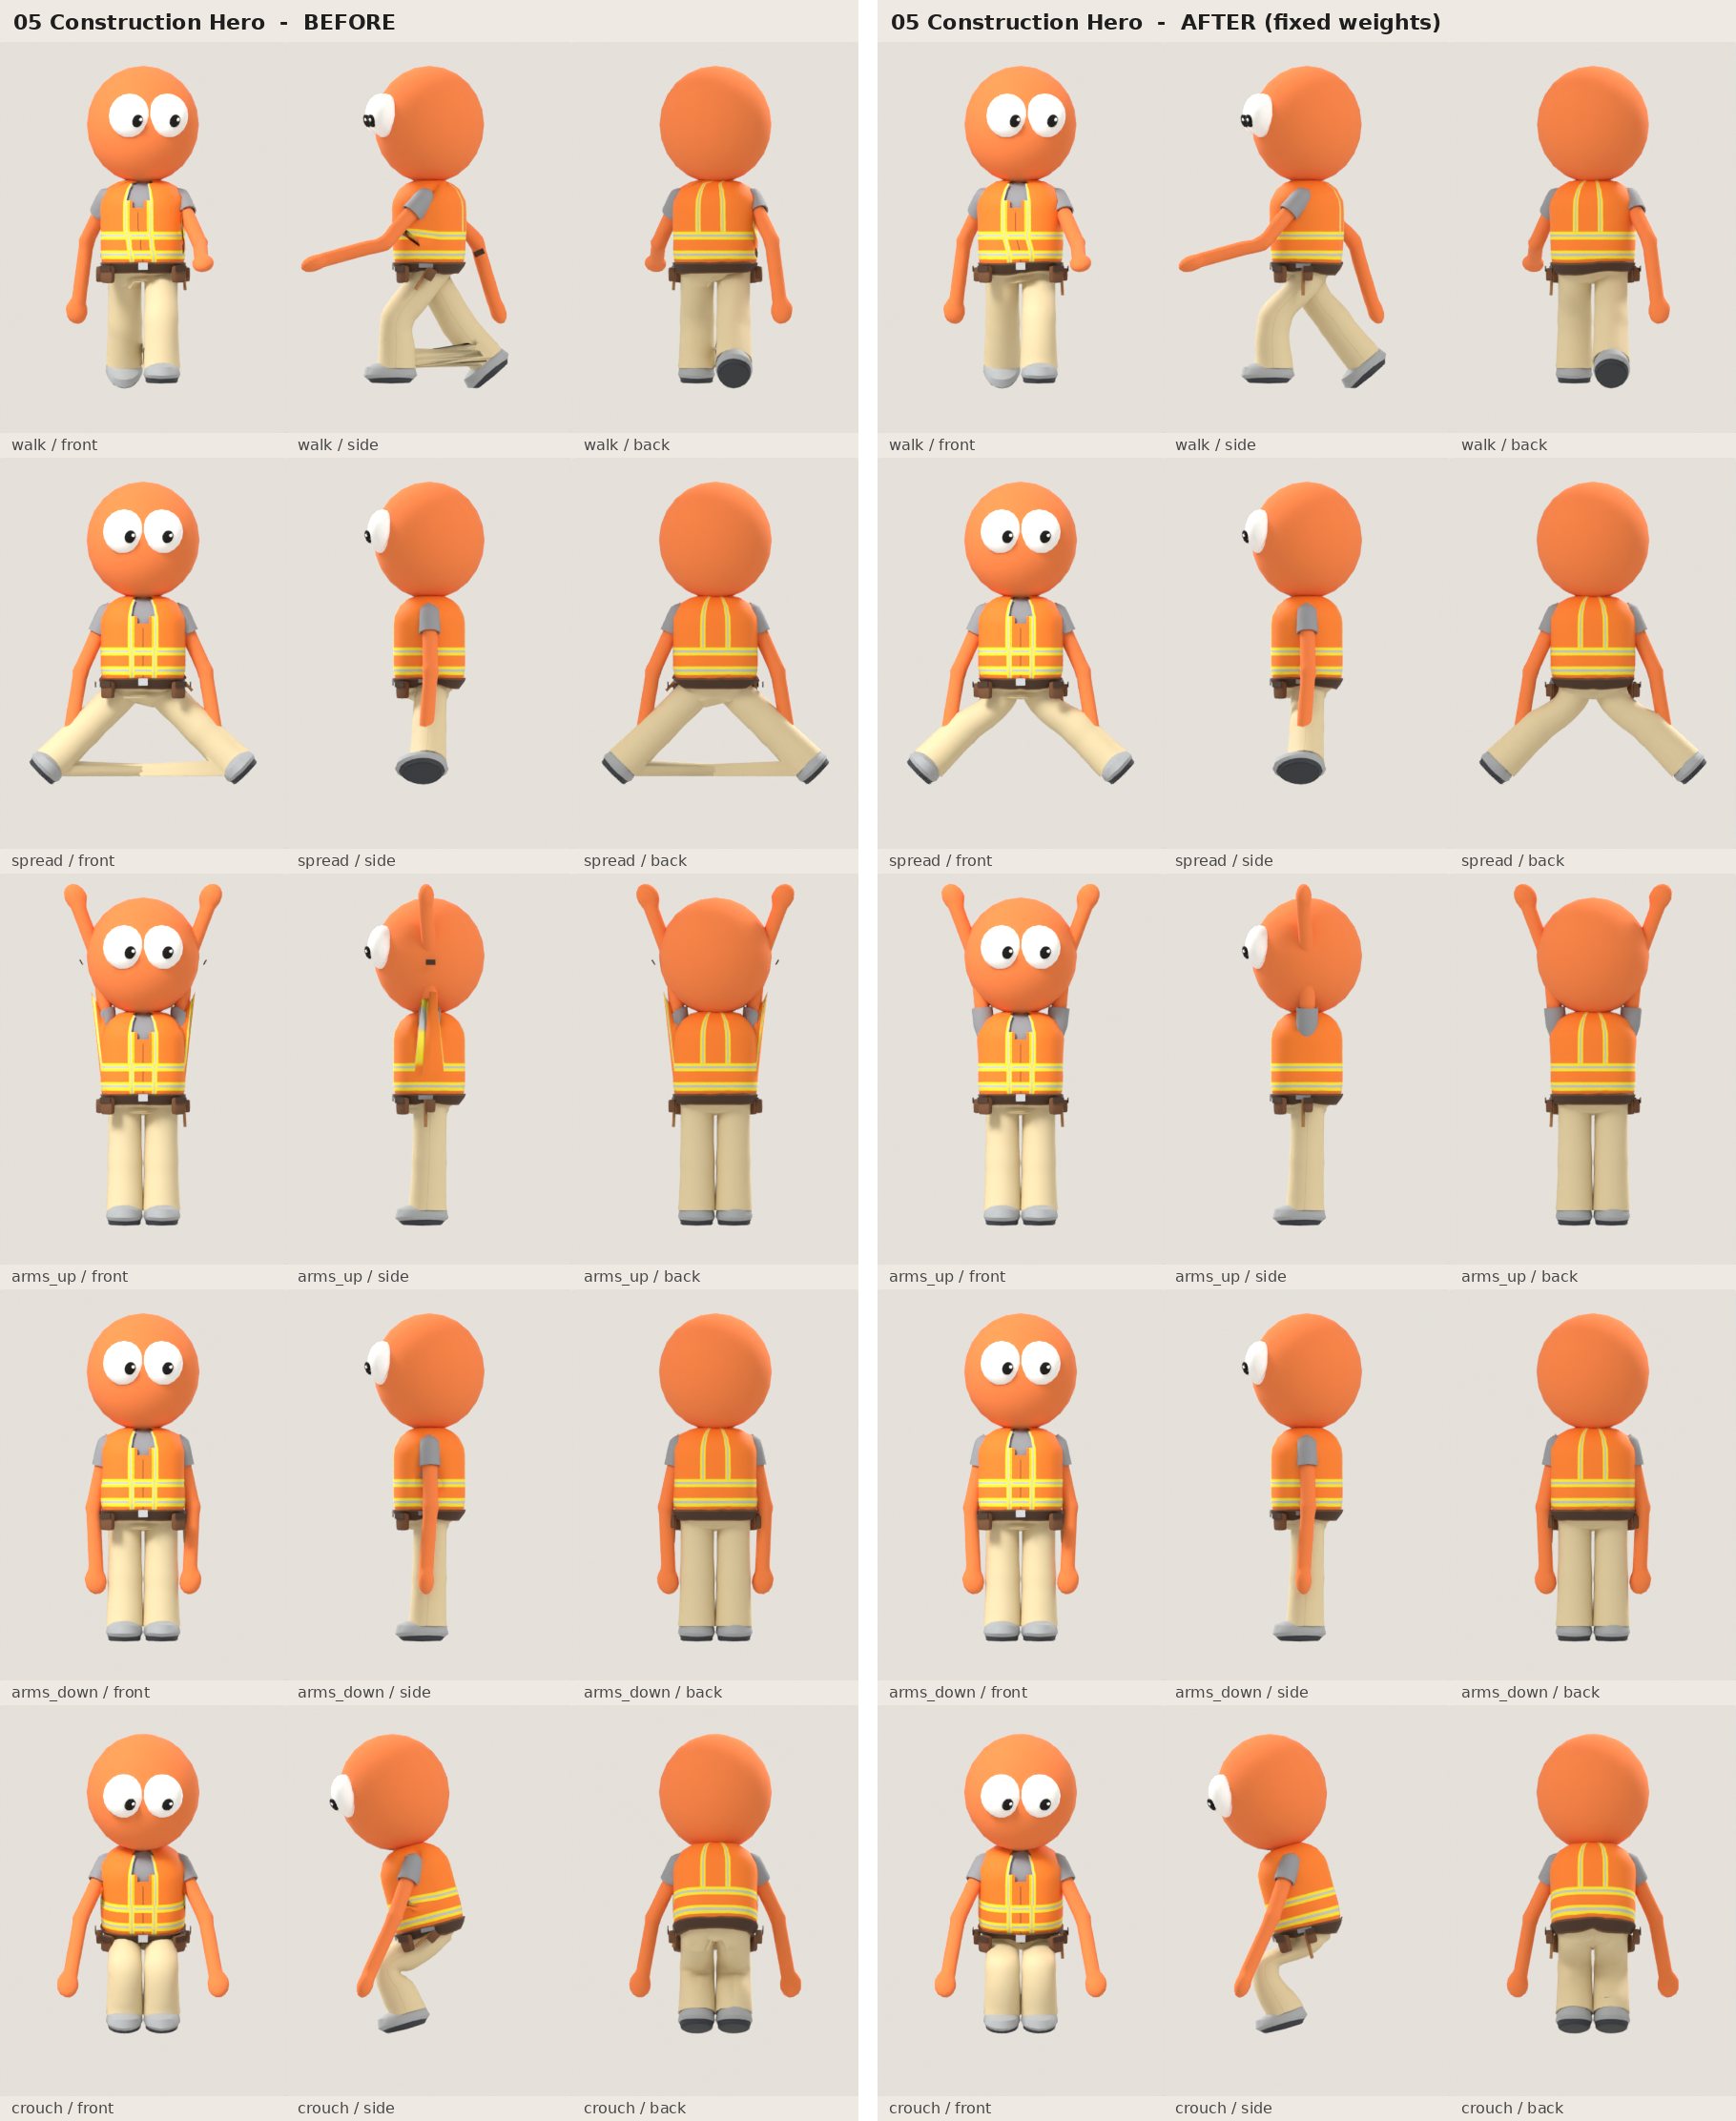 05 Construction Hero - BEFORE
05 Construction Hero - AFTER (fixed weights)
walk / front
walk / side
walk / back
walk / front
walk / side
walk / back
spread / front
spread / side
spread / back
spread / front
spread / side
spread / back
arms_up / front
arms_up / side
arms_up / back
arms_up / front
arms_up / side
arms_up / back
arms_down / front
arms_down / side
arms_down / back
arms_down / front
arms_down / side
arms_down / back
crouch / front
crouch / side
crouch / back
crouch / front
crouch / side
crouch / back